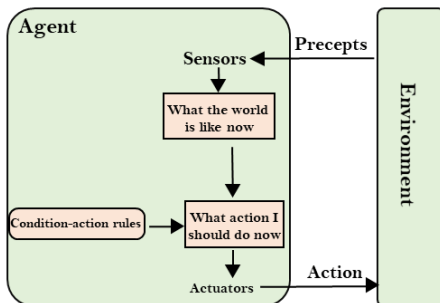 Agent
Precepts
Sensors
What the world
is like now
Environment
Condition-action rules
What action I
should do now
Action
Actuators